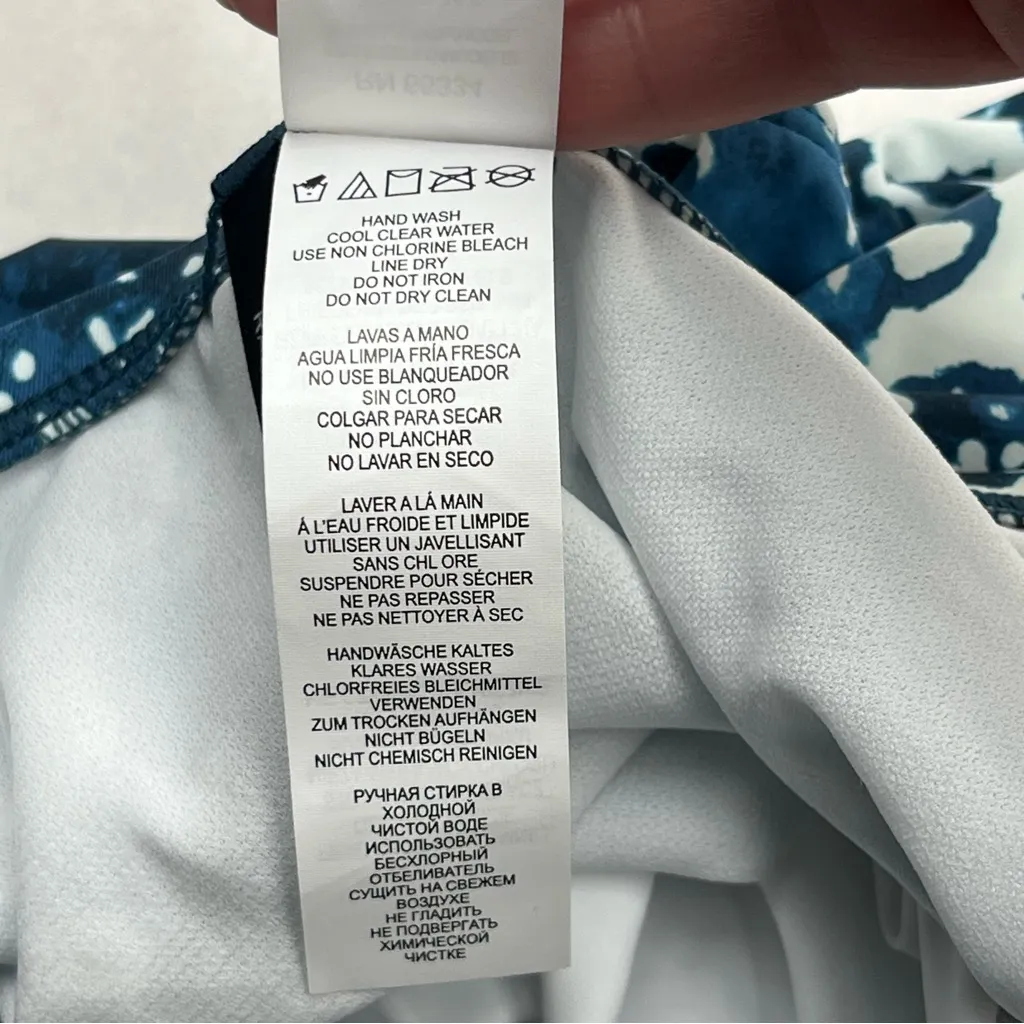 HAND WASH
COOL CLEAR WATER
USE NON CHLORINE BLEACH
LINE DRY
DO NOT IRON
DO NOT DRY CLEAN
LAVAS A MANO
AGUA LIMPIA FRÍA FRESCA
NO USE BLANQUEADOR
SIN CLORO
COLGAR PARA SECAR
NO PLANCHAR
NO LAVAR EN SECO
LAVER A LÁ MAIN
Á L'EAU FROIDE ET LIMPIDE
UTILISER UN JAVELLISANT
SANS CHL ORE
SUSPENDRE POUR SÉCHER
NE PAS REPASSER
NE PAS NETTOYER À SEC
HANDWÄSCHE KALTES
KLARES WASSER
CHLORFREIES BLEICHMITTEL
VERWENDEN
ZUM TROCKEN AUFHÄNGEN
NICHT BÜGELN
NICHT CHEMISCH REINIGEN
РУЧНАЯ СТИРКА В
ХОЛОДНОЙ
ЧИСТОЙ ВОДЕ
ИСПОЛЬЗОВАТЬ
БЕСХЛОРНЫЙ
ОТБЕЛИВАТЕЛЬ
СУЩИТЬ НА СВЕЖЕМ
ВОЗДУХЕ
НЕ ГЛАДИТЬ
НЕ ПОДВЕРГАТЬ
ХИМИЧЕСКОЙ
ЧИСТКЕ